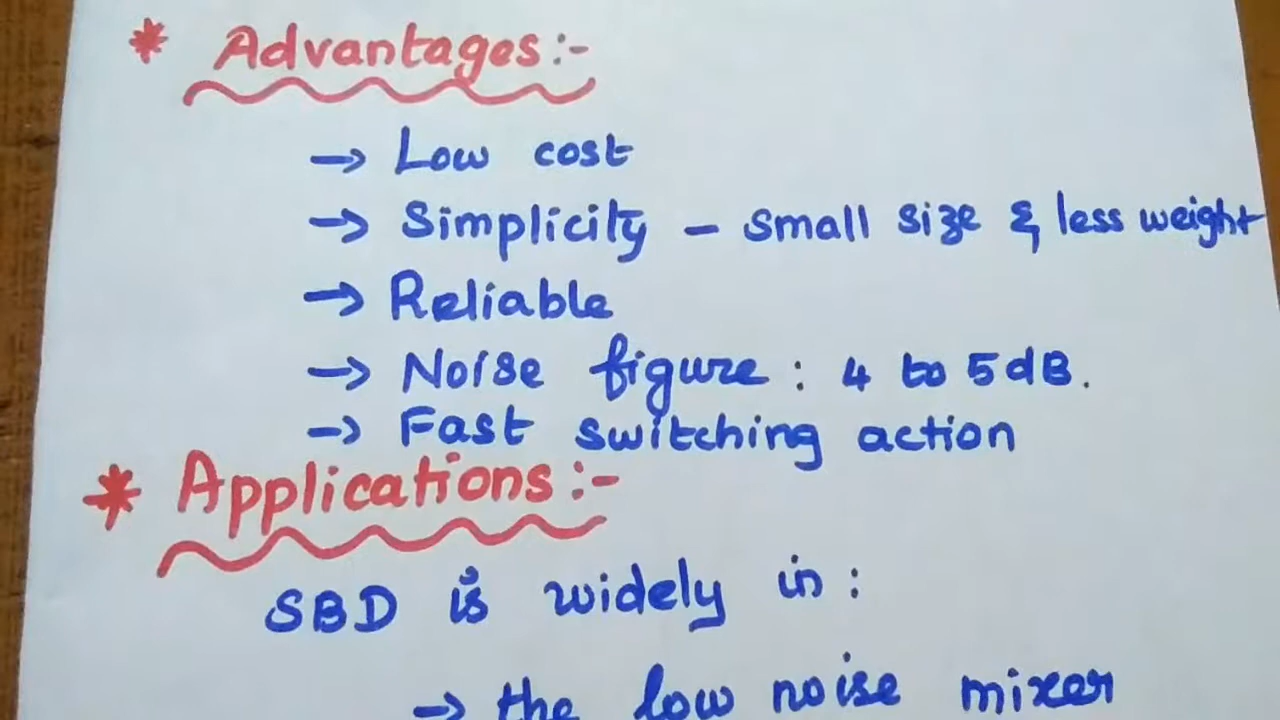 * Advantages:-
→ Low cost
→ Simplicity - small size & less weight
→ Reliable
→ Noise figure : 4 to 5dB.
→ Fast switching action
* Applications:-
SBD is widely in :
→ the low noise mixer